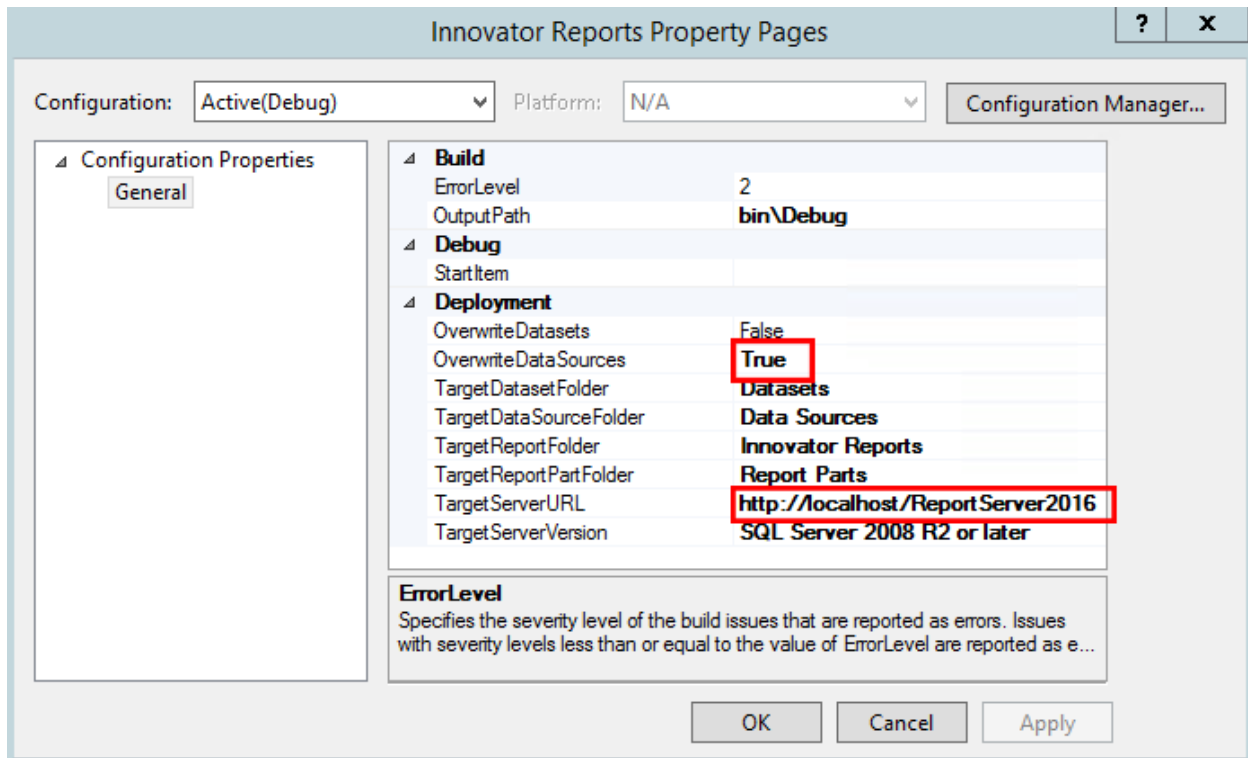 Innovator Reports Property Pages
? x
Configuration: Active(Debug) Platform: N/A Configuration Manager...
Configuration Properties
General
Build
ErrorLevel 2
OutputPath bin\Debug
Debug
StartItem
Deployment
OverwriteDatasets False
OverwriteDataSources True
TargetDatasetFolder Datasets
TargetDataSourceFolder Data Sources
TargetReportFolder Innovator Reports
TargetReportPartFolder Report Parts
TargetServerURL http://localhost/ReportServer2016
TargetServerVersion SQL Server 2008 R2 or later
ErrorLevel
Specifies the severity level of the build issues that are reported as errors. Issues
with severity levels less than or equal to the value of ErrorLevel are reported as e...
OK Cancel Apply